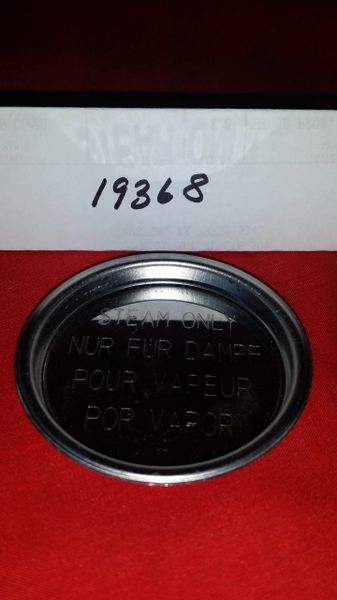 19368
STEAM ONLY
NUR FÜR DAMPF
POUR VAPEUR
POR VAPOR